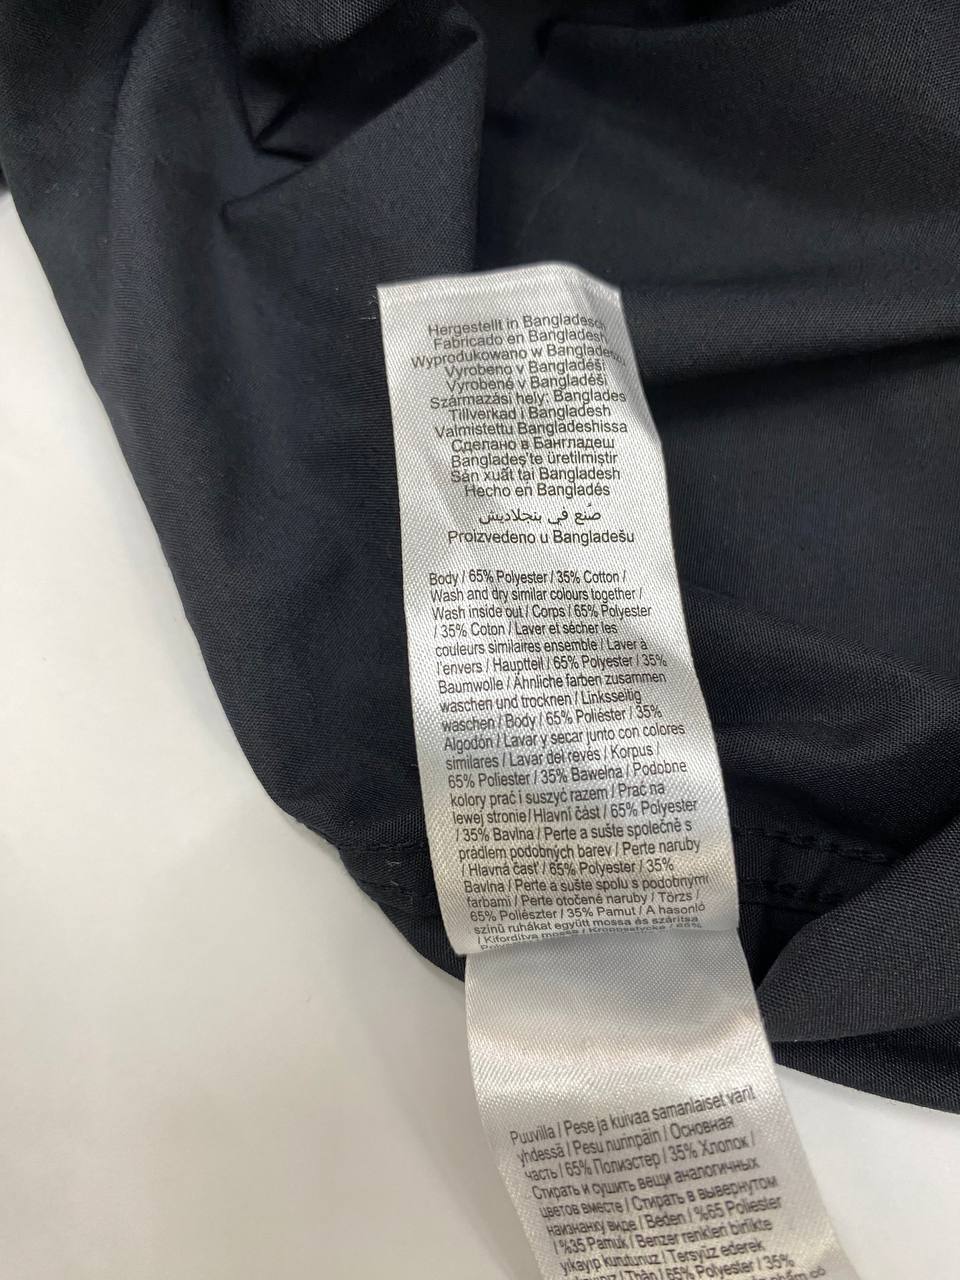 Hergestellt in Bangladesch
Fabricado en Bangladesh
Wyprodukowano w Bangladeszu
Vyrobeno v Bangladéši
Vyrobené v Bangladéši
Származási hely: Banglades
Tillverkad i Bangladesh
Valmistettu Bangladeshissa
Сделано в Бангладеш
Bangladeş'te üretilmiştir
Sản xuất tại Bangladesh
Hecho en Bangladés
صُنع في بنجلاديش
Proizvedeno u Bangladešu
Body / 65% Polyester / 35% Cotton /
Wash and dry similar colours together /
Wash inside out / Corps / 65% Polyester
/ 35% Coton / Laver et sécher les
couleurs similaires ensemble / Laver à
l'envers / Hauptteil / 65% Polyester / 35%
Baumwolle / Ähnliche farben zusammen
waschen und trocknen / Linksseitig
waschen / Body / 65% Poliéster / 35%
Algodón / Lavar y secar junto con colores
similares / Lavar del revés / Korpus /
65% Poliester / 35% Bawełna / Podobne
kolory prać i suszyć razem / Prać na
lewej stronie / Hlavní část / 65% Polyester
/ 35% Bavlna / Perte a sušte společně s
prádlem podobných barev / Perte naruby
/ Hlavná časť / 65% Polyester / 35%
Bavlna / Perte a sušte spolu s podobnými
farbami / Perte otočené naruby / Törzs /
65% Poliészter / 35% Pamut / A hasonló
színű ruhákat együtt mossa és szárítsa
/ Kifordítva mossa / Kroppsstycke / 65%
Puuvilla / Pese ja kuivaa samanlaiset värit
yhdessä / Pesu nurinpäin / Основная
часть / 65% Полиэстер / 35% Хлопок /
Стирать и сушить вещи аналогичных
цветов вместе / Стирать в вывернутом
наизнанку виде / Beden / %65 Poliester
/ %35 Pamuk / Benzer renkleri birlikte
yıkayıp kurutunuz / Tersyüz ederek
/ Thân / 65% Polyester / 35%